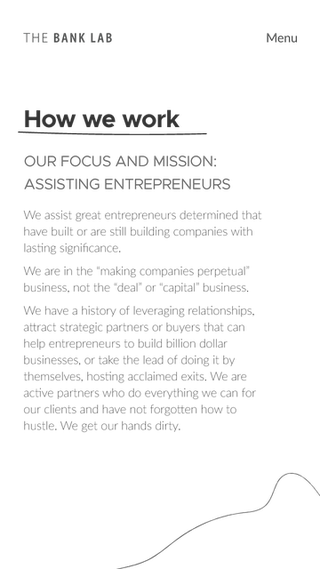 THE BANK LAB
Menu
How we work
OUR FOCUS AND MISSION:
ASSISTING ENTREPRENEURS
We assist great entrepreneurs determined that
have built or are still building companies with
lasting significance.
We are in the “making companies perpetual”
business, not the “deal” or “capital” business.
We have a history of leveraging relationships,
attract strategic partners or buyers that can
help entrepreneurs to build billion dollar
businesses, or take the lead of doing it by
themselves, hosting acclaimed exits. We are
active partners who do everything we can for
our clients and have not forgotten how to
hustle. We get our hands dirty.